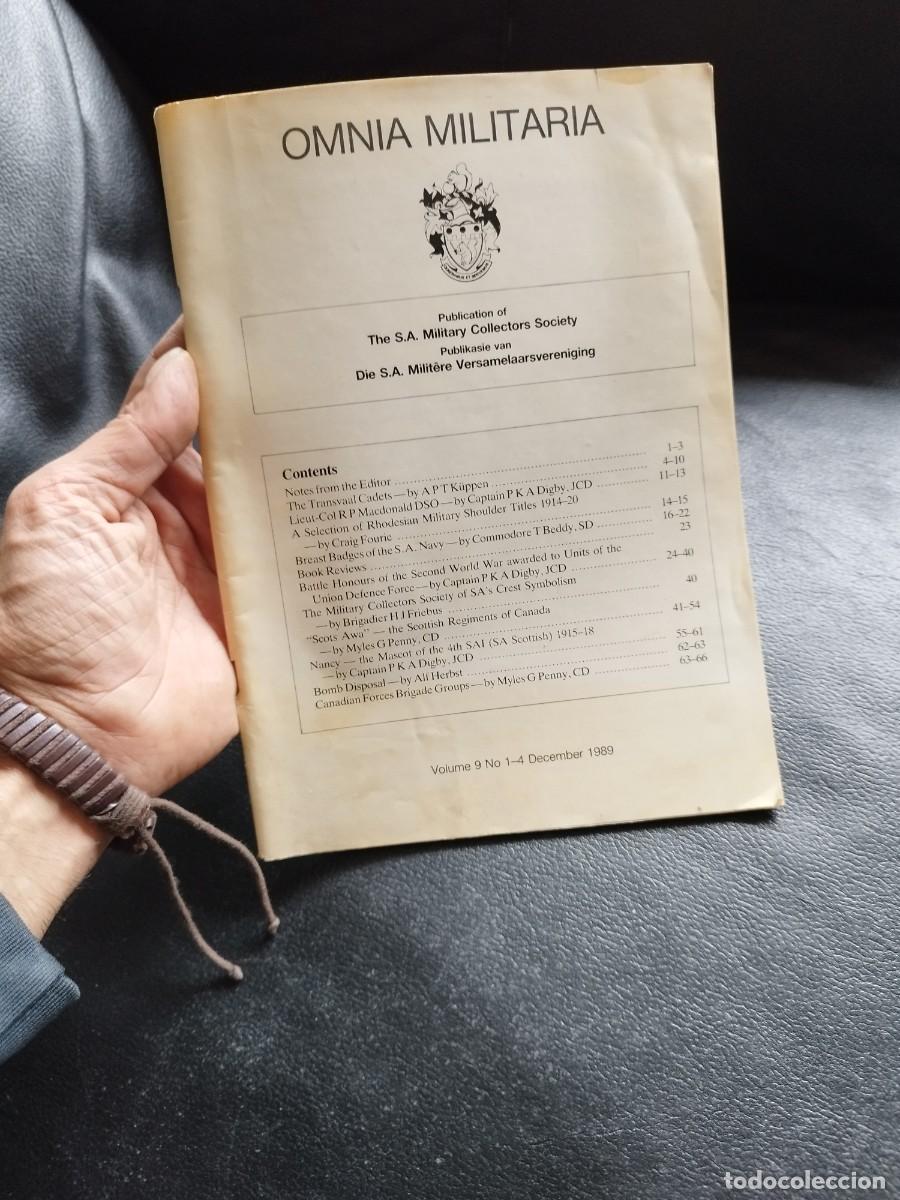 OMNIA MILITARIA
Publication of
The S.A. Military Collectors Society
Publikasie van
Die S.A. Militêre Versamelaarsvereniging
Contents
Notes from the Editor ........ 1–3
The Transvaal Cadets — by A P T Küppen ........ 4–10
Lieut-Col R P Macdonald DSO — by Captain P K A Digby, JCD ........ 11–13
A Selection of Rhodesian Military Shoulder Titles 1914–20
— by Craig Fourie ........ 14–15
Breast Badges of the S.A. Navy — by Commodore T Beddy, SD ........ 16–22
Book Reviews ........ 23
Battle Honours of the Second World War awarded to Units of the
Union Defence Force — by Captain P K A Digby, JCD ........ 24–40
The Military Collectors Society of SA's Crest Symbolism
— by Brigadier H J Friebus ........ 40
"Scots Awa" — the Scottish Regiments of Canada
— by Myles G Penny, CD ........ 41–54
Nancy — the Mascot of the 4th SAI (SA Scottish) 1915–18
— by Captain P K A Digby, JCD ........ 55–61
Bomb Disposal — by Ali Herbst ........ 62–63
Canadian Forces Brigade Groups — by Myles G Penny, CD ........ 63–66
Volume 9 No 1–4 December 1989
todocoleccion